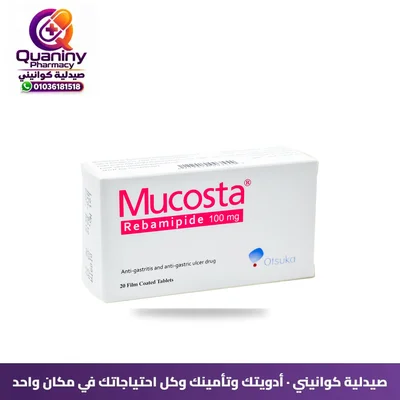 Quaniny
Pharmacy
صيدلية كوانيني
01036181518
Mucosta®
Rebamipide 100 mg
Anti-gastritis and anti-gastric ulcer drug
Otsuka
20 Film Coated Tablets
صيدلية كوانيني - أدويتك وتأمينك وكل احتياجاتك في مكان واحد